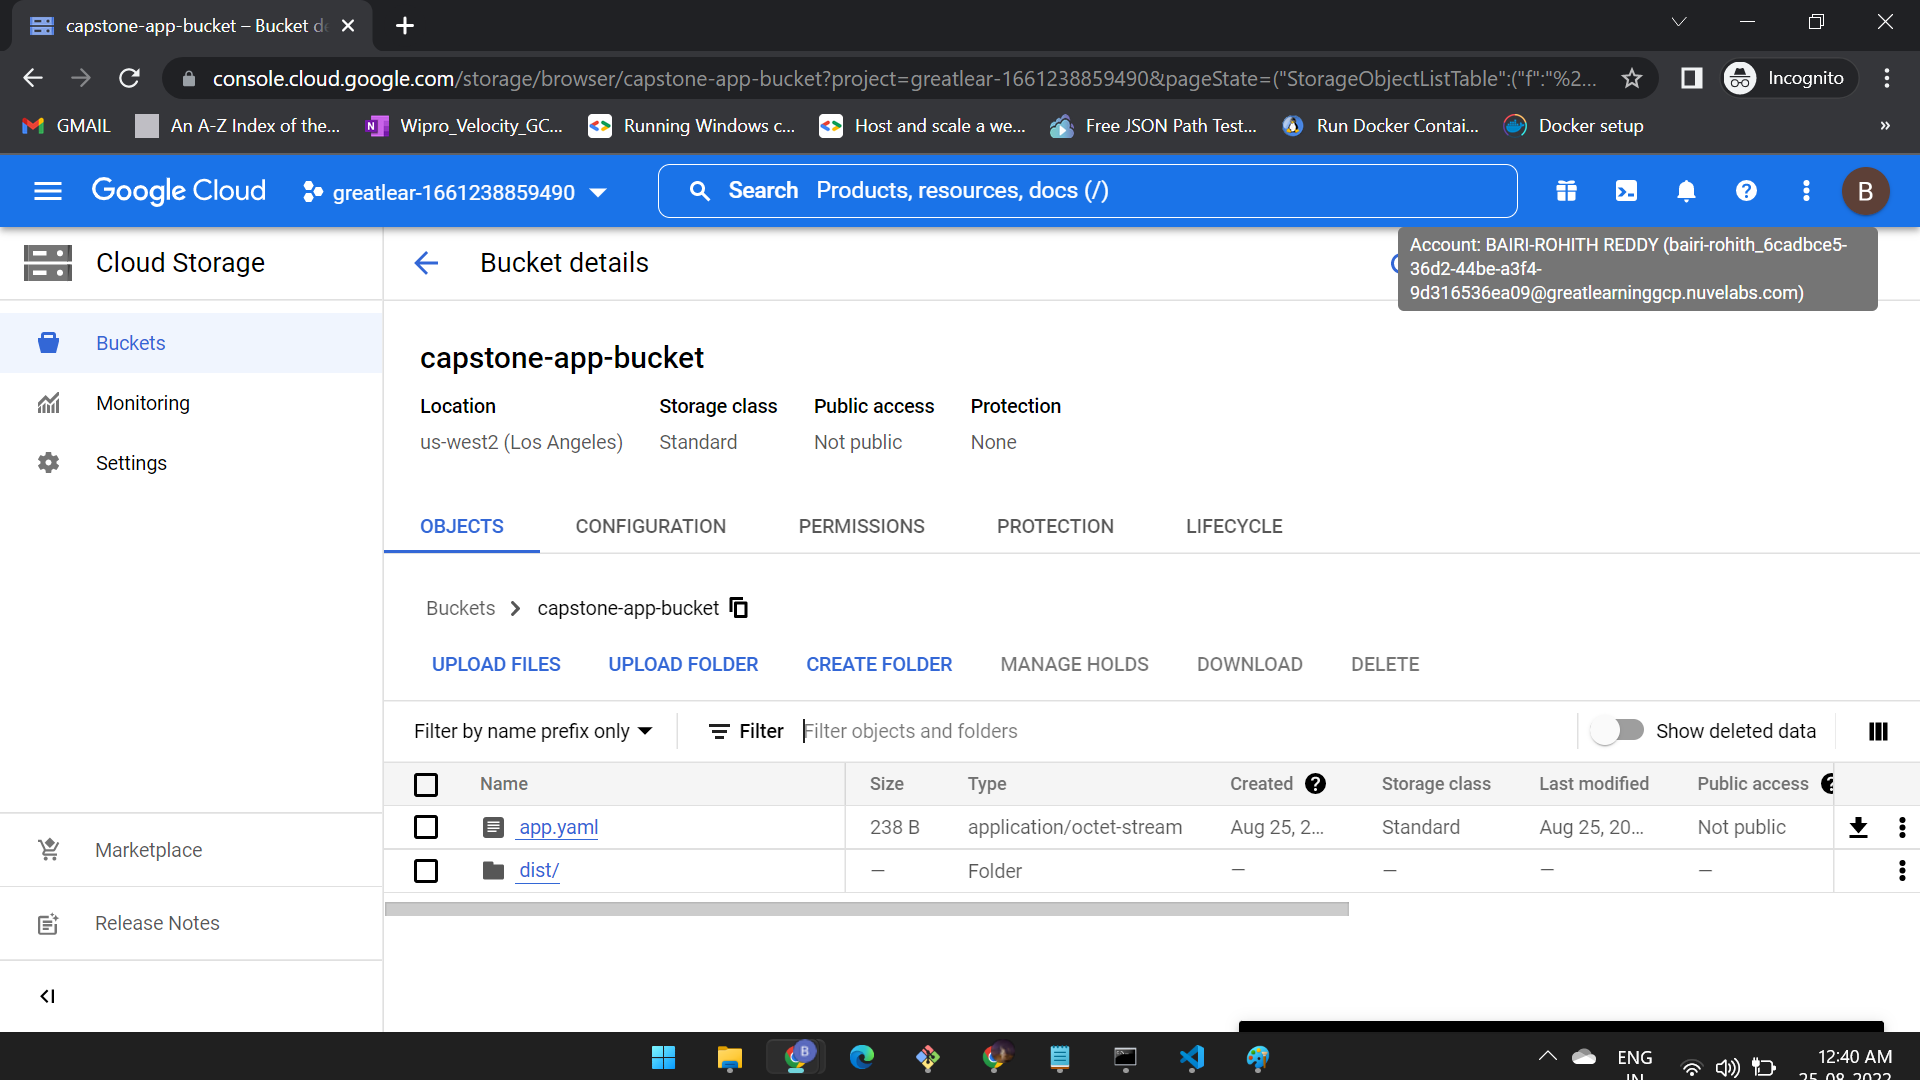 capstone-app-bucket – Bucket de
console.cloud.google.com/storage/browser/capstone-app-bucket?project=greatlear-1661238859490&pageState=("StorageObjectListTable":("f":"%2...
Incognito
GMAIL
An A-Z Index of the...
Wipro_Velocity_GC...
Running Windows c...
Host and scale a we...
Free JSON Path Test...
Run Docker Contai...
Docker setup
»
Google Cloud
greatlear-1661238859490
Search Products, resources, docs (/)
B
Cloud Storage
Bucket details
Account: BAIRI-ROHITH REDDY (bairi-rohith_6cadbce5-
36d2-44be-a3f4-
9d316536ea09@greatlearninggcp.nuvelabs.com)
Buckets
Monitoring
Settings
capstone-app-bucket
Location Storage class Public access Protection
us-west2 (Los Angeles) Standard Not public None
OBJECTS CONFIGURATION PERMISSIONS PROTECTION LIFECYCLE
Buckets > capstone-app-bucket
UPLOAD FILES UPLOAD FOLDER CREATE FOLDER MANAGE HOLDS DOWNLOAD DELETE
Filter by name prefix only Filter Filter objects and folders Show deleted data
Name Size Type Created Storage class Last modified Public access
app.yaml 238 B application/octet-stream Aug 25, 2... Standard Aug 25, 20... Not public
dist/ — Folder — — — —
Marketplace
Release Notes
ENG
IN
12:40 AM
25-08-2022